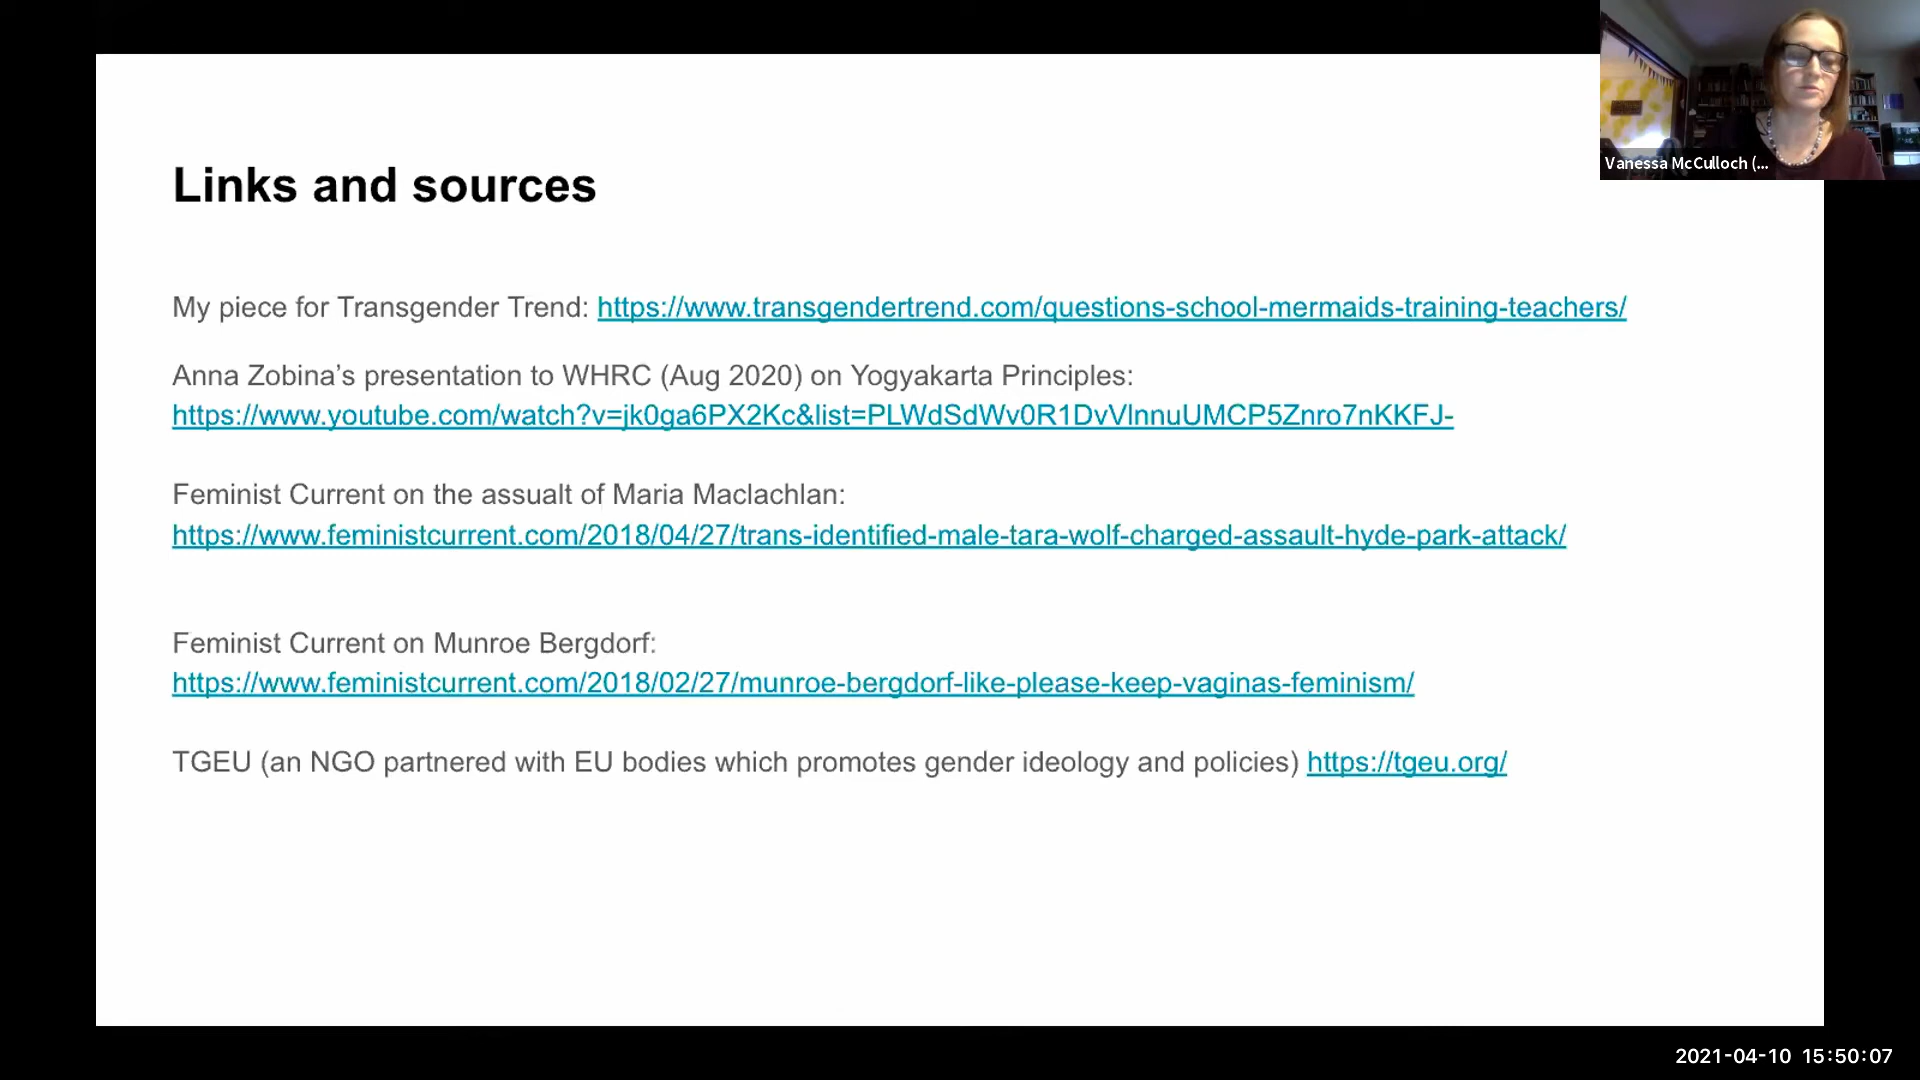 Vanessa McCulloch (...
Links and sources
My piece for Transgender Trend: https://www.transgendertrend.com/questions-school-mermaids-training-teachers/
Anna Zobina’s presentation to WHRC (Aug 2020) on Yogyakarta Principles:
https://www.youtube.com/watch?v=jk0ga6PX2Kc&list=PLWdSdWv0R1DvVlnnuUMCP5Znro7nKKFJ-
Feminist Current on the assualt of Maria Maclachlan:
https://www.feministcurrent.com/2018/04/27/trans-identified-male-tara-wolf-charged-assault-hyde-park-attack/
Feminist Current on Munroe Bergdorf:
https://www.feministcurrent.com/2018/02/27/munroe-bergdorf-like-please-keep-vaginas-feminism/
TGEU (an NGO partnered with EU bodies which promotes gender ideology and policies) https://tgeu.org/
2021-04-10 15:50:07